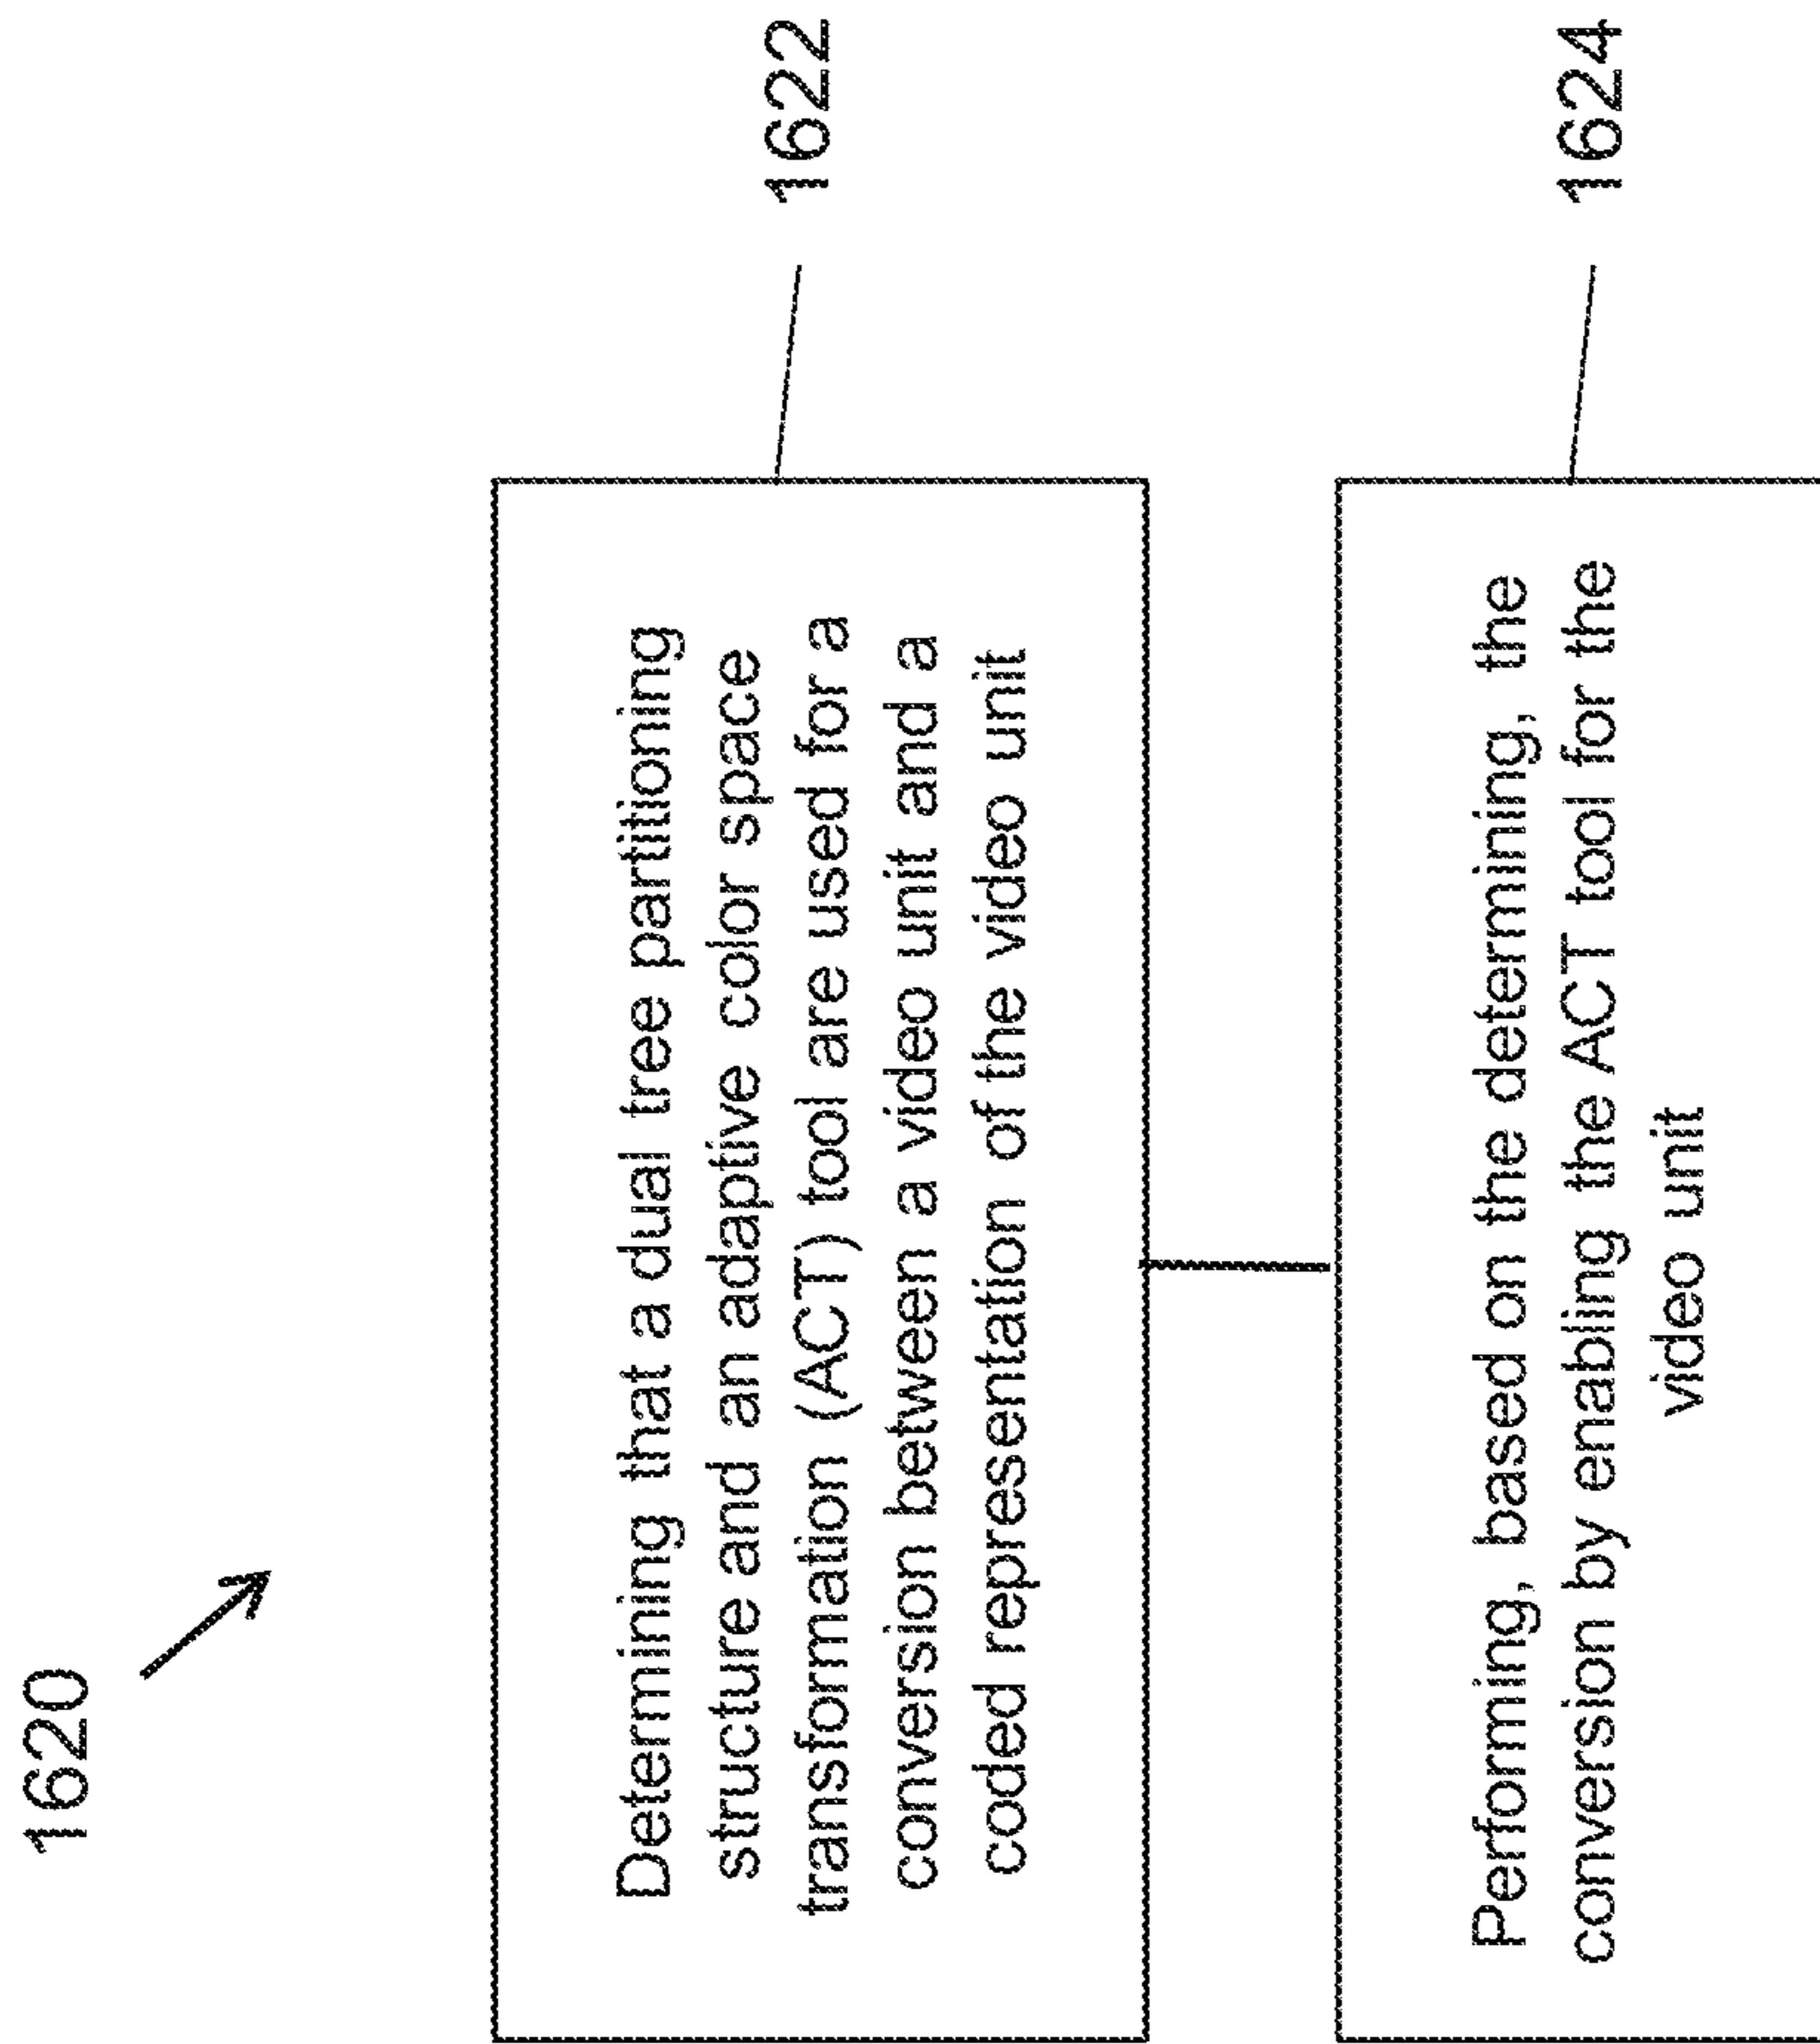 1620
Determining that a dual tree partitioning
structure and an adaptive color space
transformation (ACT) tool are used for a
conversion between a video unit and a
coded representation of the video unit
1622
Performing, based on the determining, the
conversion by enabling the ACT tool for the
video unit
1624